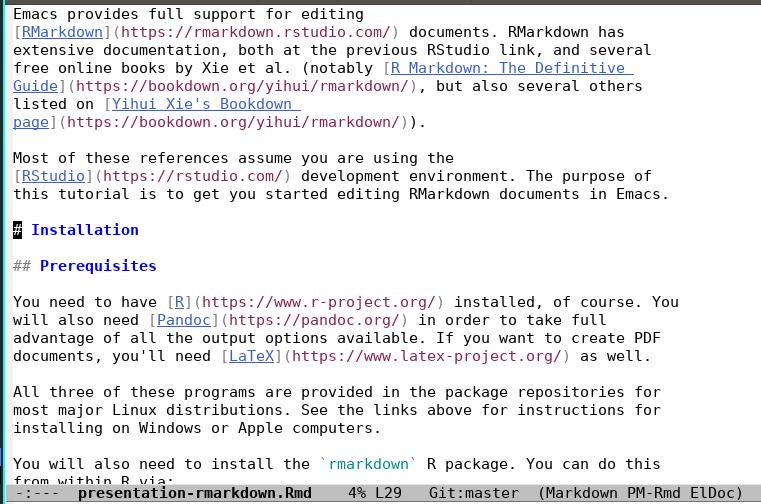 Emacs provides full support for editing
[RMarkdown](https://rmarkdown.rstudio.com/) documents. RMarkdown has
extensive documentation, both at the previous RStudio link, and several
free online books by Xie et al. (notably [R Markdown: The Definitive
Guide](https://bookdown.org/yihui/rmarkdown/), but also several others
listed on [Yihui Xie's Bookdown
page](https://bookdown.org/yihui/rmarkdown/)).
Most of these references assume you are using the
[RStudio](https://rstudio.com/) development environment. The purpose of
this tutorial is to get you started editing RMarkdown documents in Emacs.
# Installation
## Prerequisites
You need to have [R](https://www.r-project.org/) installed, of course. You
will also need [Pandoc](https://pandoc.org/) in order to take full
advantage of all the output options available. If you want to create PDF
documents, you'll need [LaTeX](https://www.latex-project.org/) as well.
All three of these programs are provided in the package repositories for
most major Linux distributions. See the links above for instructions for
installing on Windows or Apple computers.
You will also need to install the `rmarkdown` R package. You can do this
from within R via:
-:--- presentation-rmarkdown.Rmd 4% L29 Git:master (Markdown PM-Rmd ElDoc)